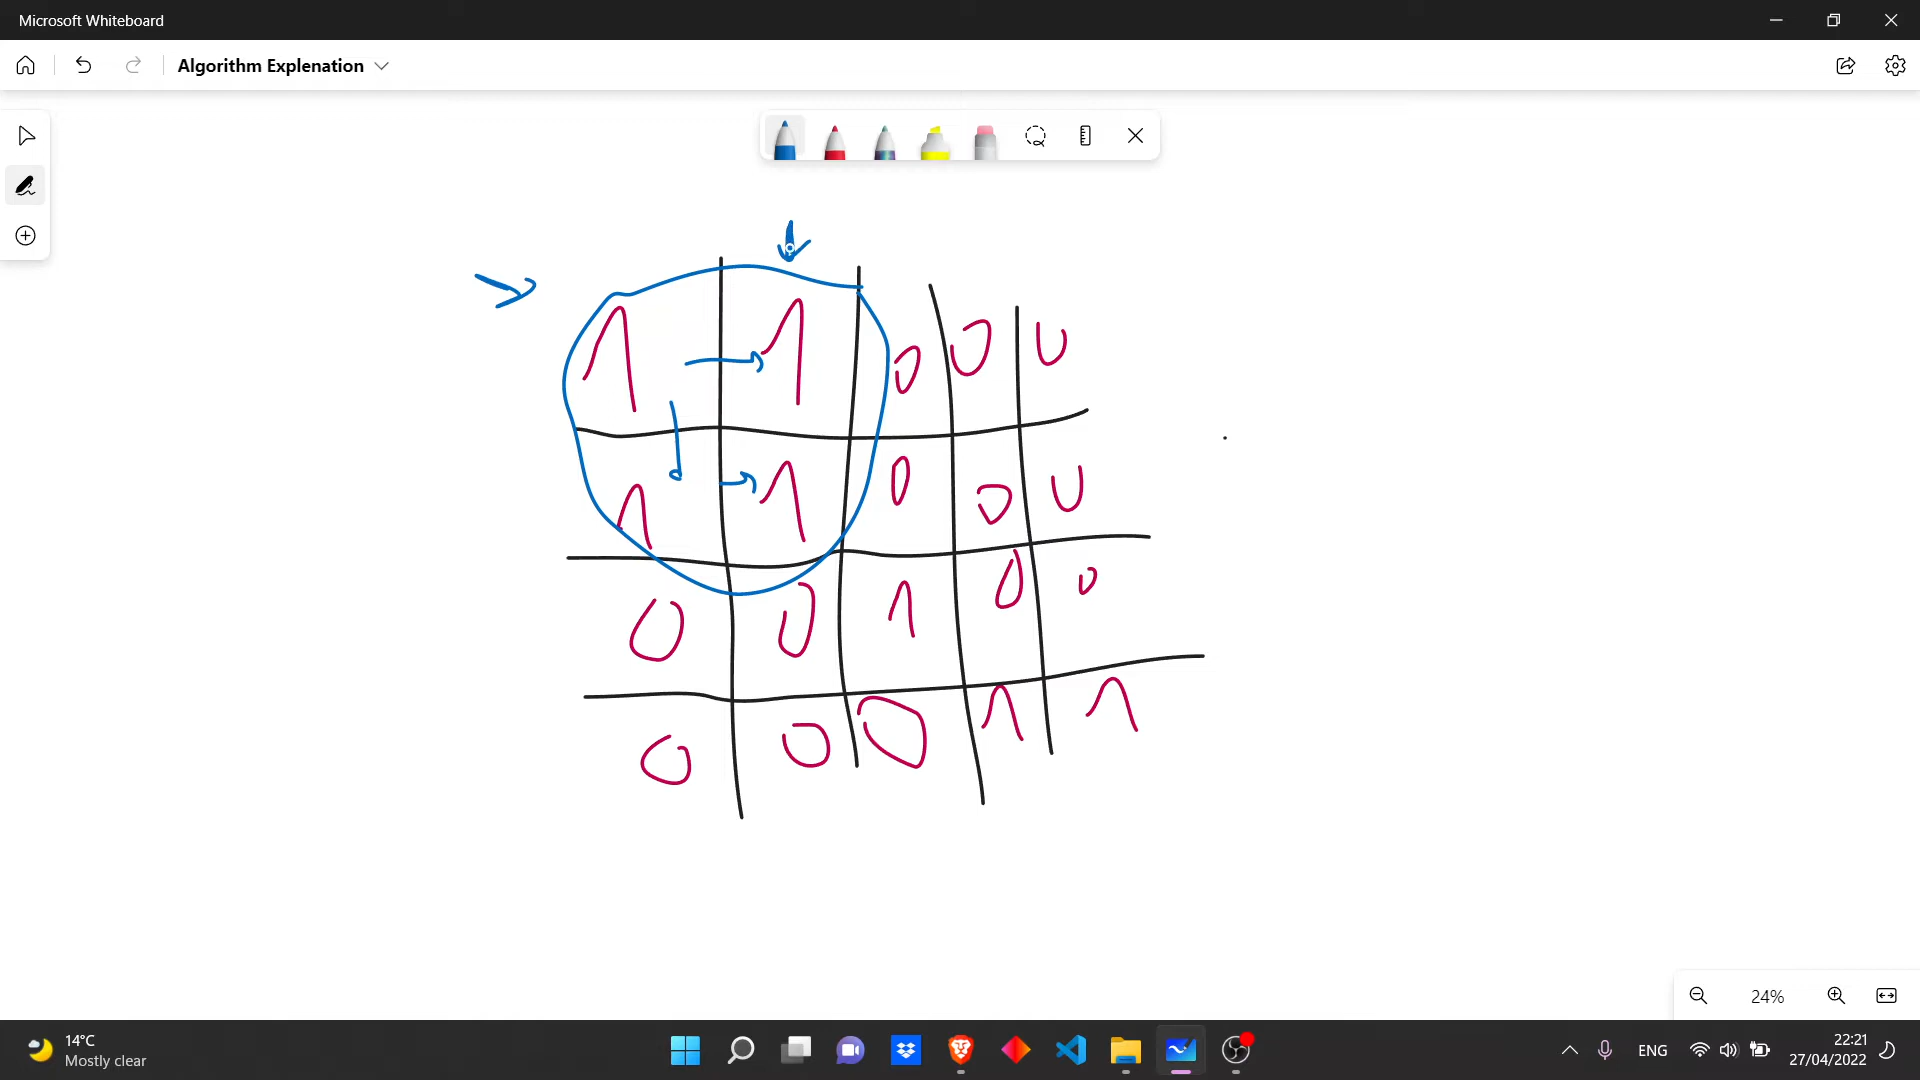 Microsoft Whiteboard
Algorithm Explenation
1 1 0 0 0
1 1 0 0 0
0 0 1 0 0
0 0 0 1 1
24%
14°C
Mostly clear
ENG
22:21
27/04/2022